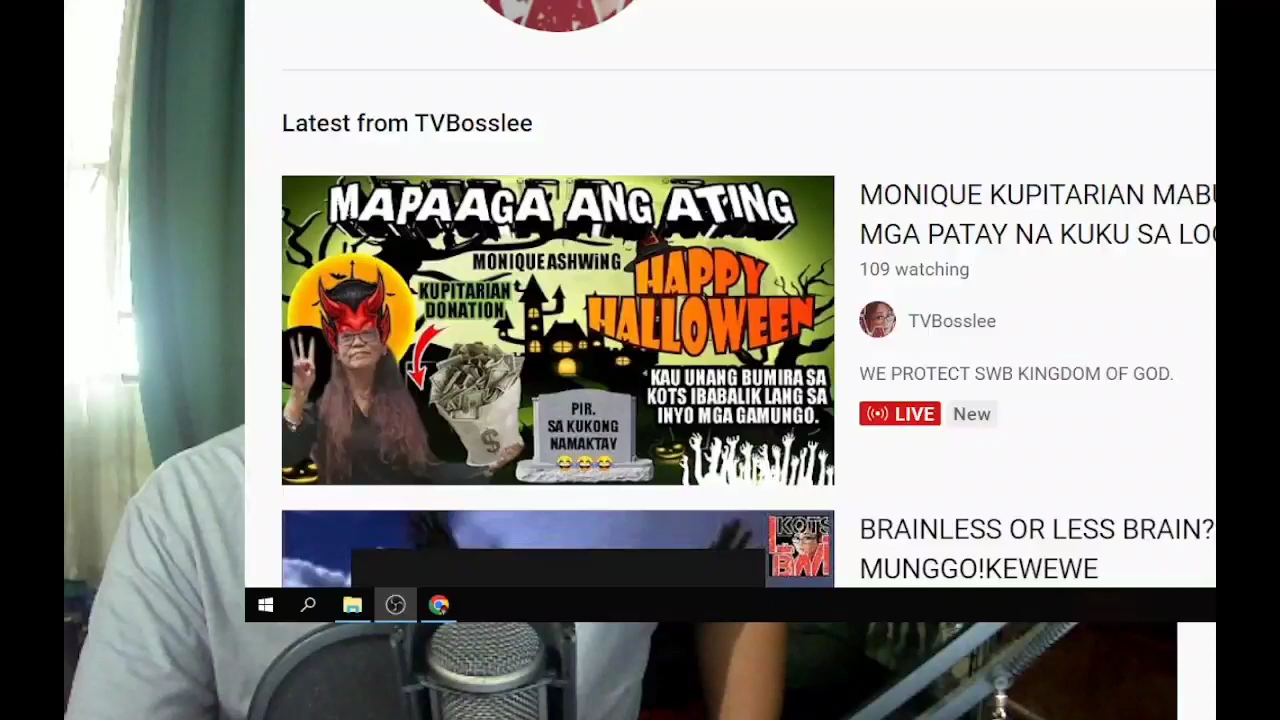 Latest from TVBosslee
MAPAAGA ANG ATING
MONIQUE ASHWiNG
HAPPY
HALLOWEEN
KUPITARIAN
DONATION
KAU UNANG BUMIRA SA
KOTS IBABALIK LANG SA
INYO MGA GAMUNGO.
PIR.
SA KUKONG
NAMAKTAY
$
MONIQUE KUPITARIAN MABU
MGA PATAY NA KUKU SA LOO
109 watching
TVBosslee
WE PROTECT SWB KINGDOM OF GOD.
LIVE New
KOTS
BRAINLESS OR LESS BRAIN?
MUNGGO!KEWEWE